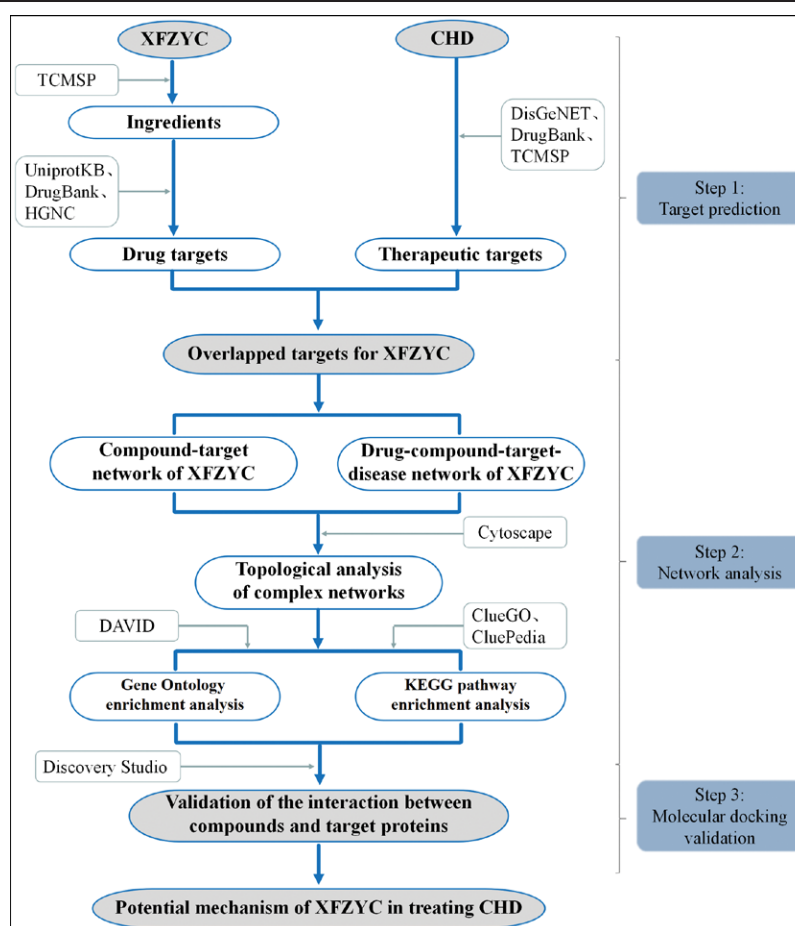 XFZYC
CHD
TCMSP
Ingredients
DisGeNET、
DrugBank、
TCMSP
UniprotKB、
DrugBank、
HGNC
Step 1:
Target prediction
Drug targets
Therapeutic targets
Overlapped targets for XFZYC
Compound-target
network of XFZYC
Drug-compound-target-
disease network of XFZYC
Cytoscape
Topological analysis
of complex networks
Step 2:
Network analysis
DAVID
ClueGO、
CluePedia
Gene Ontology
enrichment analysis
KEGG pathway
enrichment analysis
Discovery Studio
Validation of the interaction between
compounds and target proteins
Step 3:
Molecular docking
validation
Potential mechanism of XFZYC in treating CHD